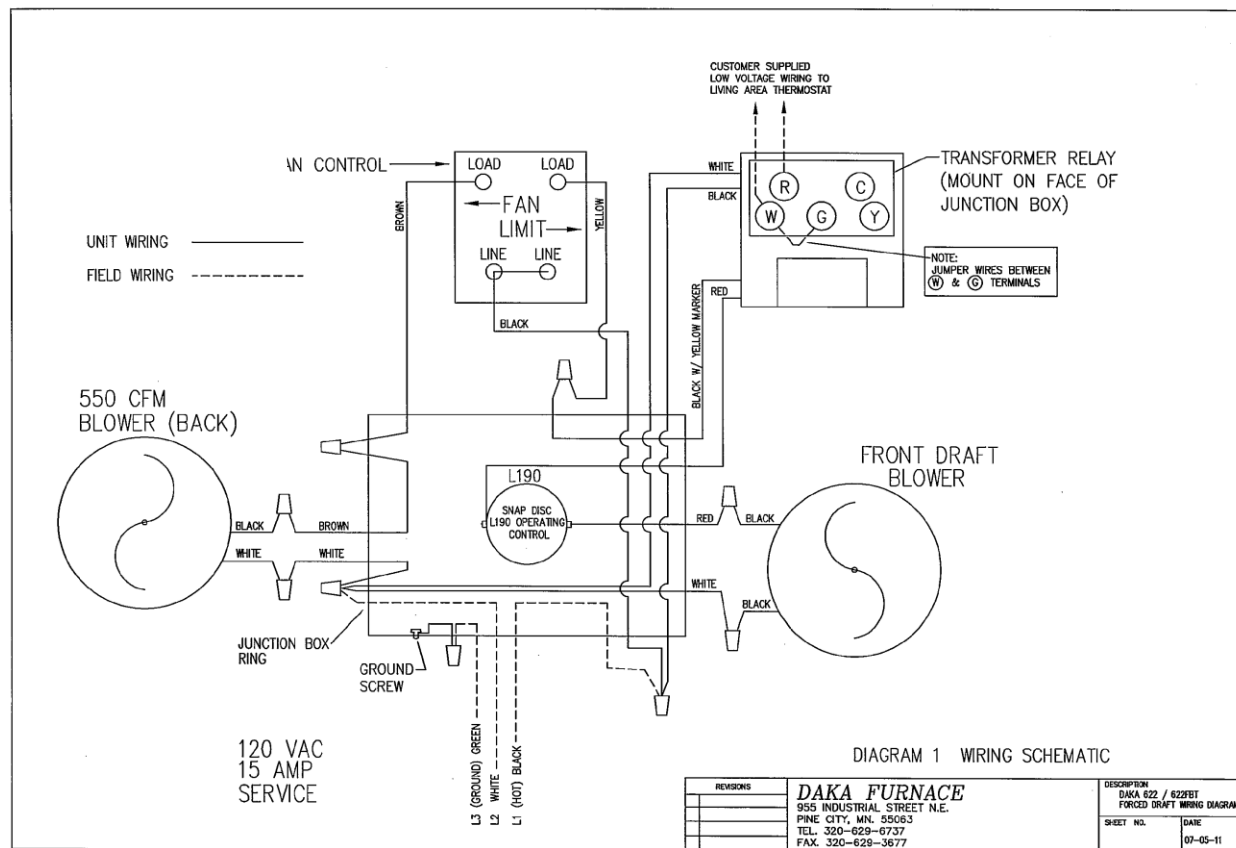 CUSTOMER SUPPLIED
LOW VOLTAGE WIRING TO
LIVING AREA THERMOSTAT
AN CONTROL
LOAD
LOAD
FAN
LIMIT
LINE
LINE
BROWN
YELLOW
BLACK
WHITE
BLACK
R
C
W
G
Y
TRANSFORMER RELAY
(MOUNT ON FACE OF
JUNCTION BOX)
NOTE:
JUMPER WIRES BETWEEN
W & G TERMINALS
UNIT WIRING
FIELD WIRING
RED
BLACK W/ YELLOW MARKER
550 CFM
BLOWER (BACK)
BLACK
BROWN
WHITE
WHITE
L190
SNAP DISC
L190 OPERATING
CONTROL
FRONT DRAFT
BLOWER
RED
BLACK
WHITE
BLACK
JUNCTION BOX
RING
GROUND
SCREW
L3 (GROUND) GREEN
L2 WHITE
L1 (HOT) BLACK
120 VAC
15 AMP
SERVICE
DIAGRAM 1 WIRING SCHEMATIC
REVISIONS
DAKA FURNACE
955 INDUSTRIAL STREET N.E.
PINE CITY, MN. 55063
TEL. 320-629-6737
FAX. 320-629-3677
DESCRIPTION
DAKA 622 / 622FBT
FORCED DRAFT WIRING DIAGRAM
SHEET NO.
DATE
07-05-11